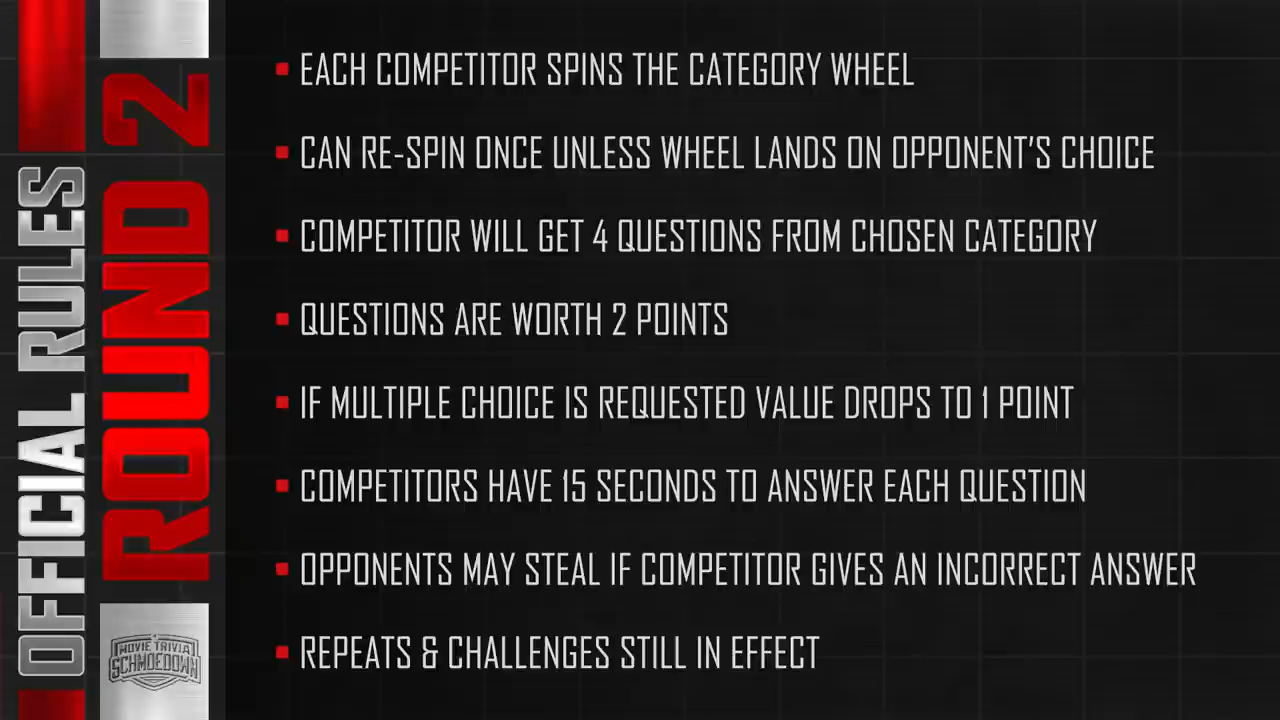 OFFICIAL RULES
ROUND 2
EACH COMPETITOR SPINS THE CATEGORY WHEEL
CAN RE-SPIN ONCE UNLESS WHEEL LANDS ON OPPONENT'S CHOICE
COMPETITOR WILL GET 4 QUESTIONS FROM CHOSEN CATEGORY
QUESTIONS ARE WORTH 2 POINTS
IF MULTIPLE CHOICE IS REQUESTED VALUE DROPS TO 1 POINT
COMPETITORS HAVE 15 SECONDS TO ANSWER EACH QUESTION
OPPONENTS MAY STEAL IF COMPETITOR GIVES AN INCORRECT ANSWER
REPEATS & CHALLENGES STILL IN EFFECT
MOVIE TRIVIA
SCHMOEDOWN